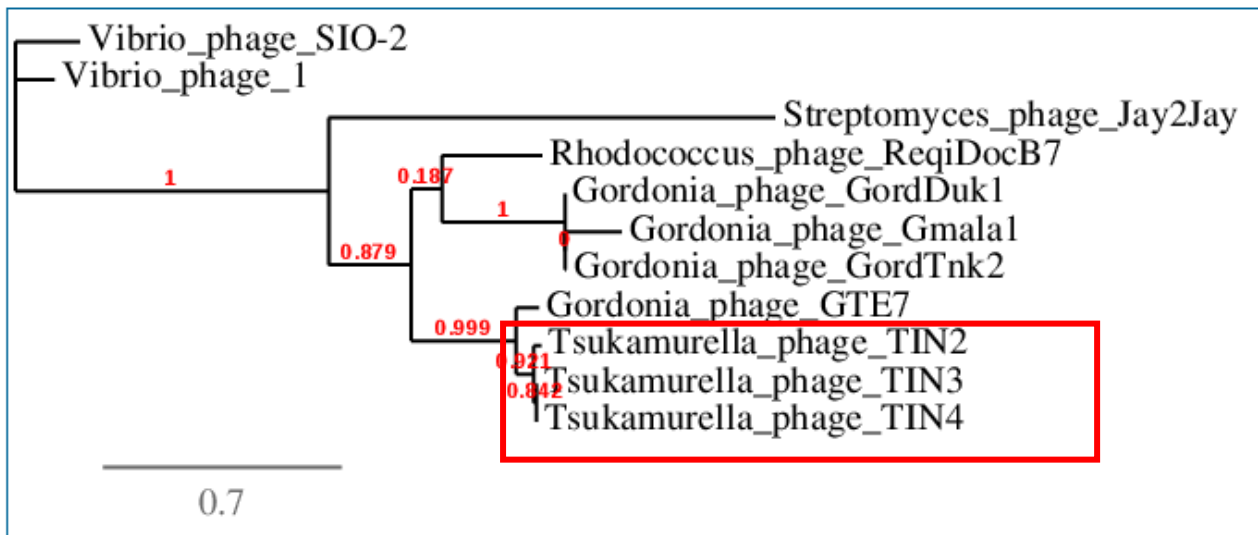 Vibrio_phage_SIO-2
Vibrio_phage_1
Streptomyces_phage_Jay2Jay
Rhodococcus_phage_ReqiDocB7
1
0.187
Gordonia_phage_GordDuk1
1
Gordonia_phage_Gmala1
0
0.879
Gordonia_phage_GordTnk2
Gordonia_phage_GTE7
0.999
Tsukamurella_phage_TIN2
0.921
Tsukamurella_phage_TIN3
0.842
Tsukamurella_phage_TIN4
0.7